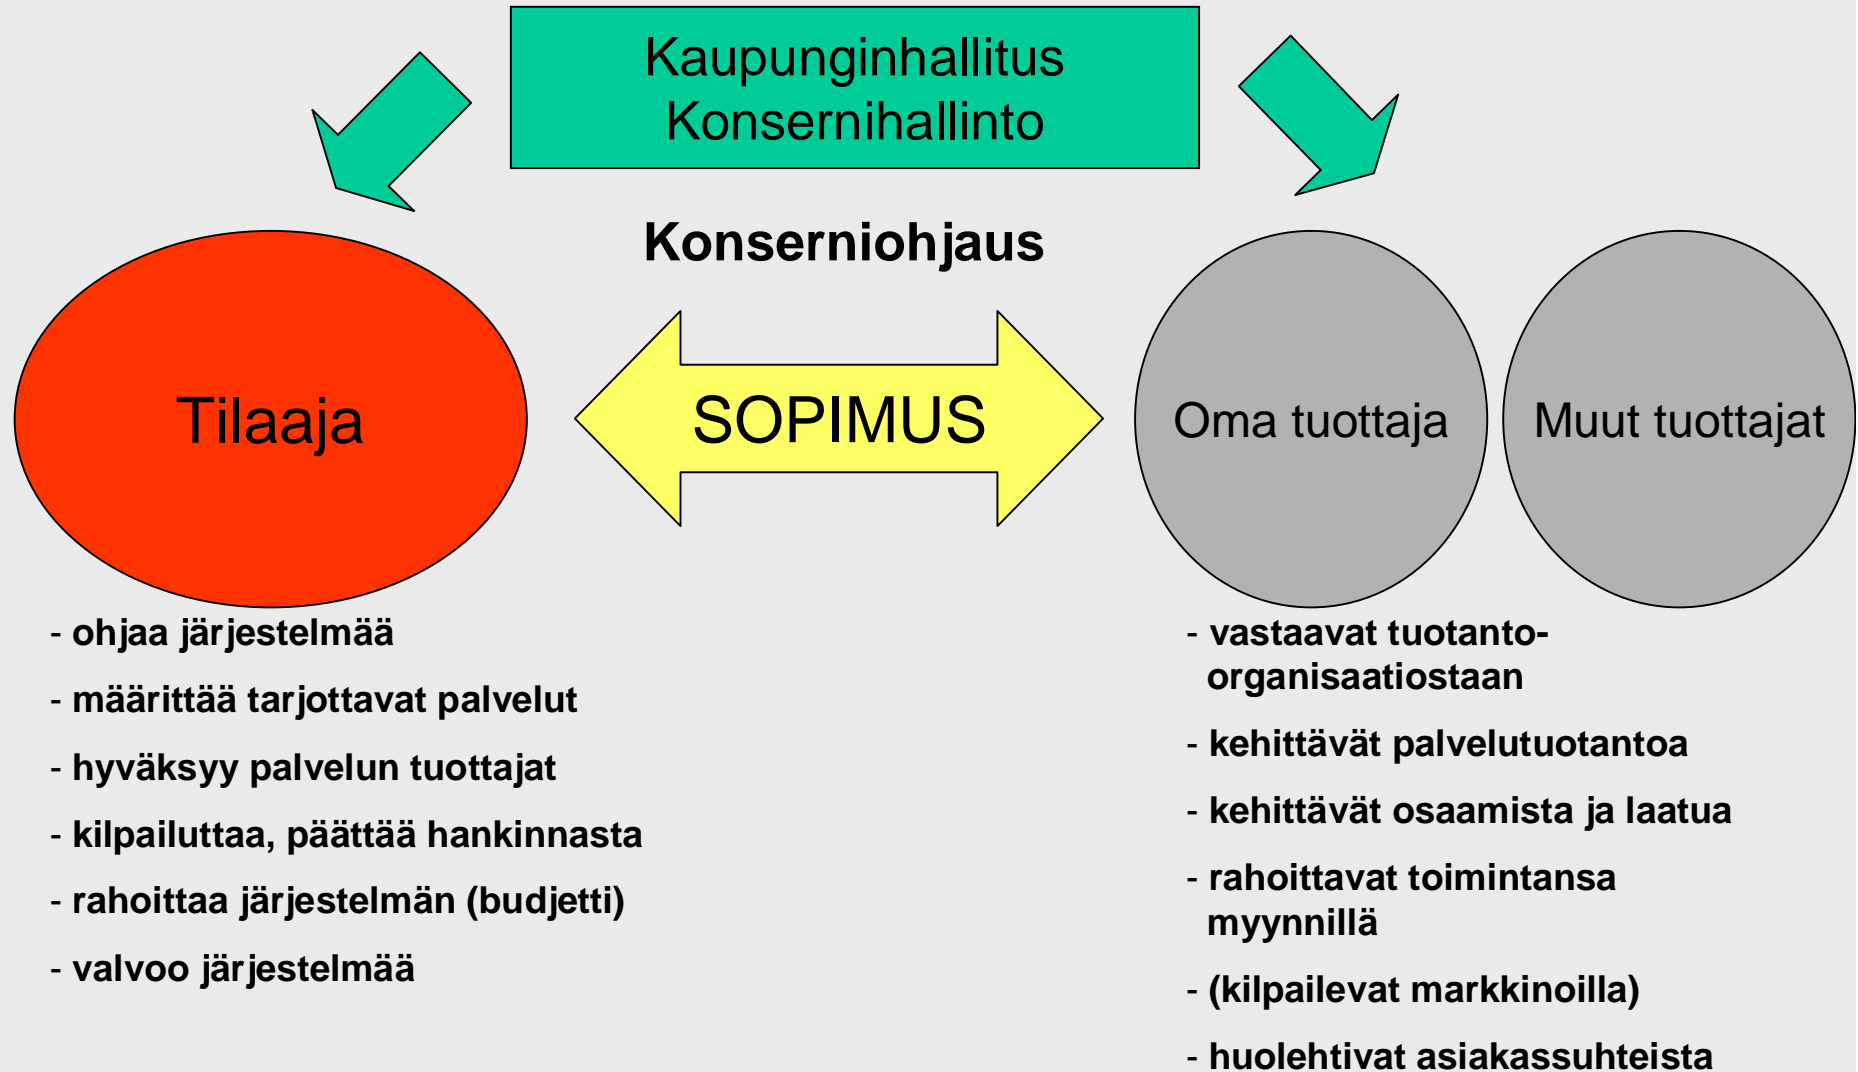 Kaupunginhallitus
Konsernihallinto
Konserniohjaus
Tilaaja
SOPIMUS
Oma tuottaja
Muut tuottajat
- ohjaa järjestelmää
- määrittää tarjottavat palvelut
- hyväksyy palvelun tuottajat
- kilpailuttaa, päättää hankinnasta
- rahoittaa järjestelmän (budjetti)
- valvoo järjestelmää
- vastaavat tuotanto-
organisaatiostaan
- kehittävät palvelutuotantoa
- kehittävät osaamista ja laatua
- rahoittavat toimintansa
myynnillä
- (kilpailevat markkinoilla)
- huolehtivat asiakassuhteista